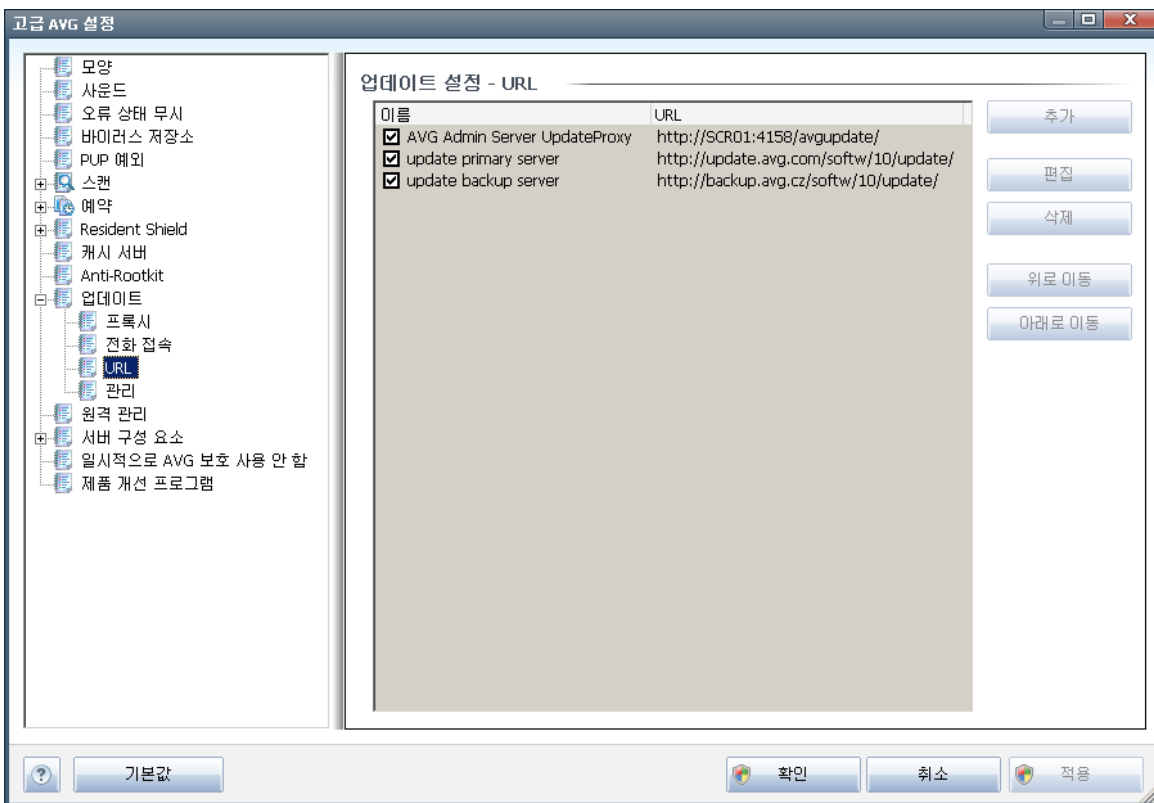 고급 AVG 설정
모양
사운드
오류 상태 무시
바이러스 저장소
PUP 예외
스캔
예약
Resident Shield
캐시 서버
Anti-Rootkit
업데이트
프록시
전화 접속
URL
관리
원격 관리
서버 구성 요소
일시적으로 AVG 보호 사용 안 함
제품 개선 프로그램
업데이트 설정 - URL
이름 URL
AVG Admin Server UpdateProxy http://SCR01:4158/avgupdate/
update primary server http://update.avg.com/softw/10/update/
update backup server http://backup.avg.cz/softw/10/update/
추가
편집
삭제
위로 이동
아래로 이동
기본값 확인 취소 적용